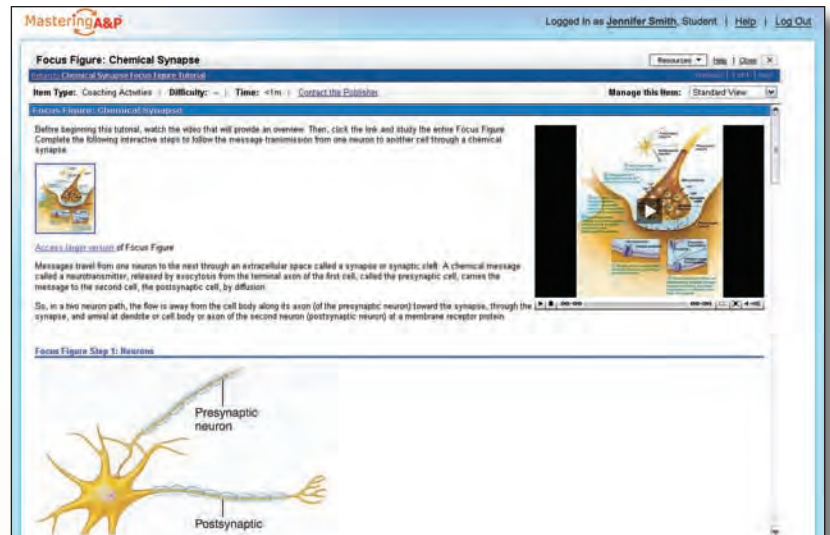 MasteringA&P
Logged in as Jennifer Smith, Student | Help | Log Out
Focus Figure: Chemical Synapse
Resources
Help | Close X
Chemical Synapse Focus Figure Tutorial
Item Type: Coaching Activities | Difficulty: -- | Time: <1m | Contact the Publisher
Manage this Item: Standard View
Focus Figure: Chemical Synapse
Before beginning this tutorial, watch the video that will provide an overview. Then, click the link and study the entire Focus Figure.
Complete the following interactive steps to follow the message transmission from one neuron to another cell through a chemical
synapse.
Access larger version of Focus Figure
Messages travel from one neuron to the next through an extracellular space called a synapse or synaptic cleft. A chemical message
called a neurotransmitter, released by exocytosis from the terminal axon of the first cell, called the presynaptic cell, carries the
message to the second cell, the postsynaptic cell, by diffusion.
So, in a two neuron path, the flow is away from the cell body along its axon (of the presynaptic neuron) toward the synapse, through the
synapse, and arrival at dendrite or cell body or axon of the second neuron (postsynaptic neuron) at a membrane receptor protein.
Focus Figure Step 1: Neurons
Presynaptic
neuron
Postsynaptic